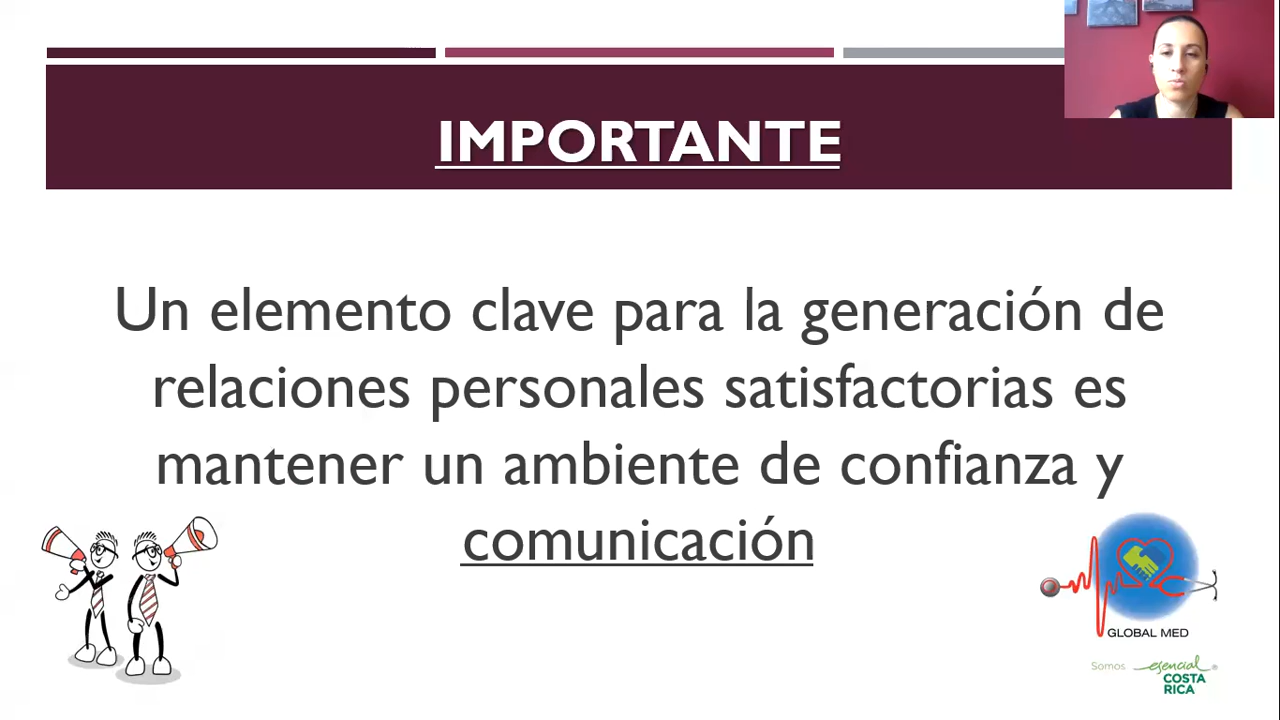 IMPORTANTE
Un elemento clave para la generación de
relaciones personales satisfactorias es
mantener un ambiente de confianza y
comunicación
GLOBAL MED
Somos esencial
COSTA
RICA